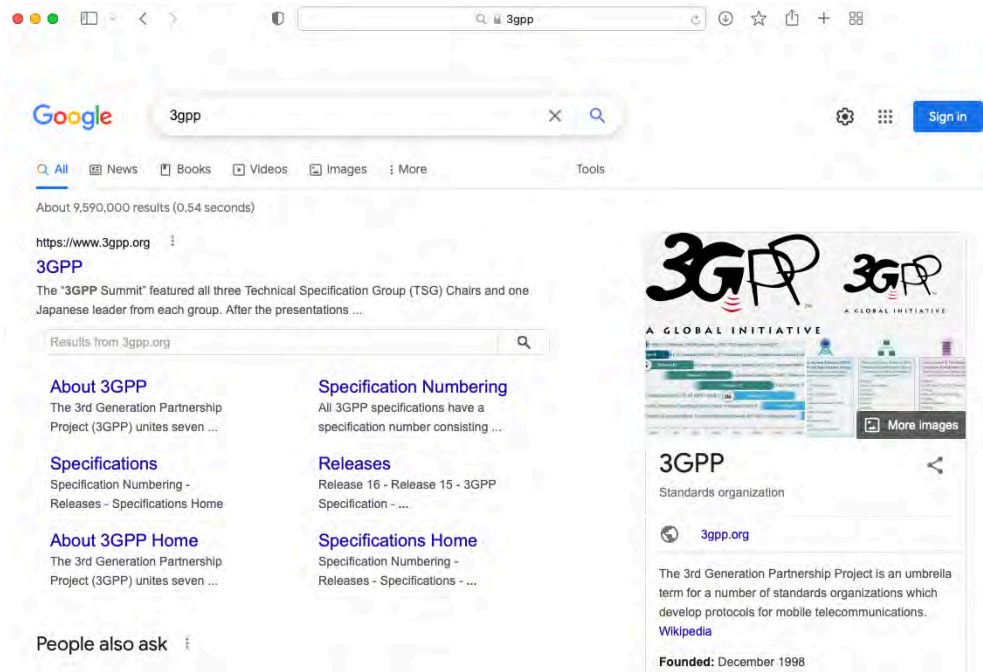 3gpp
Google
3gpp
Sign in
All News Books Videos Images More Tools
About 9,590,000 results (0.54 seconds)
https://www.3gpp.org
3GPP
The "3GPP Summit" featured all three Technical Specification Group (TSG) Chairs and one
Japanese leader from each group. After the presentations ...
Results from 3gpp.org
About 3GPP
The 3rd Generation Partnership
Project (3GPP) unites seven ...
Specification Numbering
All 3GPP specifications have a
specification number consisting ...
Specifications
Specification Numbering -
Releases - Specifications Home
Releases
Release 16 - Release 15 - 3GPP
Specification - ...
About 3GPP Home
The 3rd Generation Partnership
Project (3GPP) unites seven ...
Specifications Home
Specification Numbering -
Releases - Specifications - ...
People also ask
3GPP
A GLOBAL INITIATIVE
3GPP
A GLOBAL INITIATIVE
More images
3GPP
Standards organization
3gpp.org
The 3rd Generation Partnership Project is an umbrella
term for a number of standards organizations which
develop protocols for mobile telecommunications.
Wikipedia
Founded: December 1998